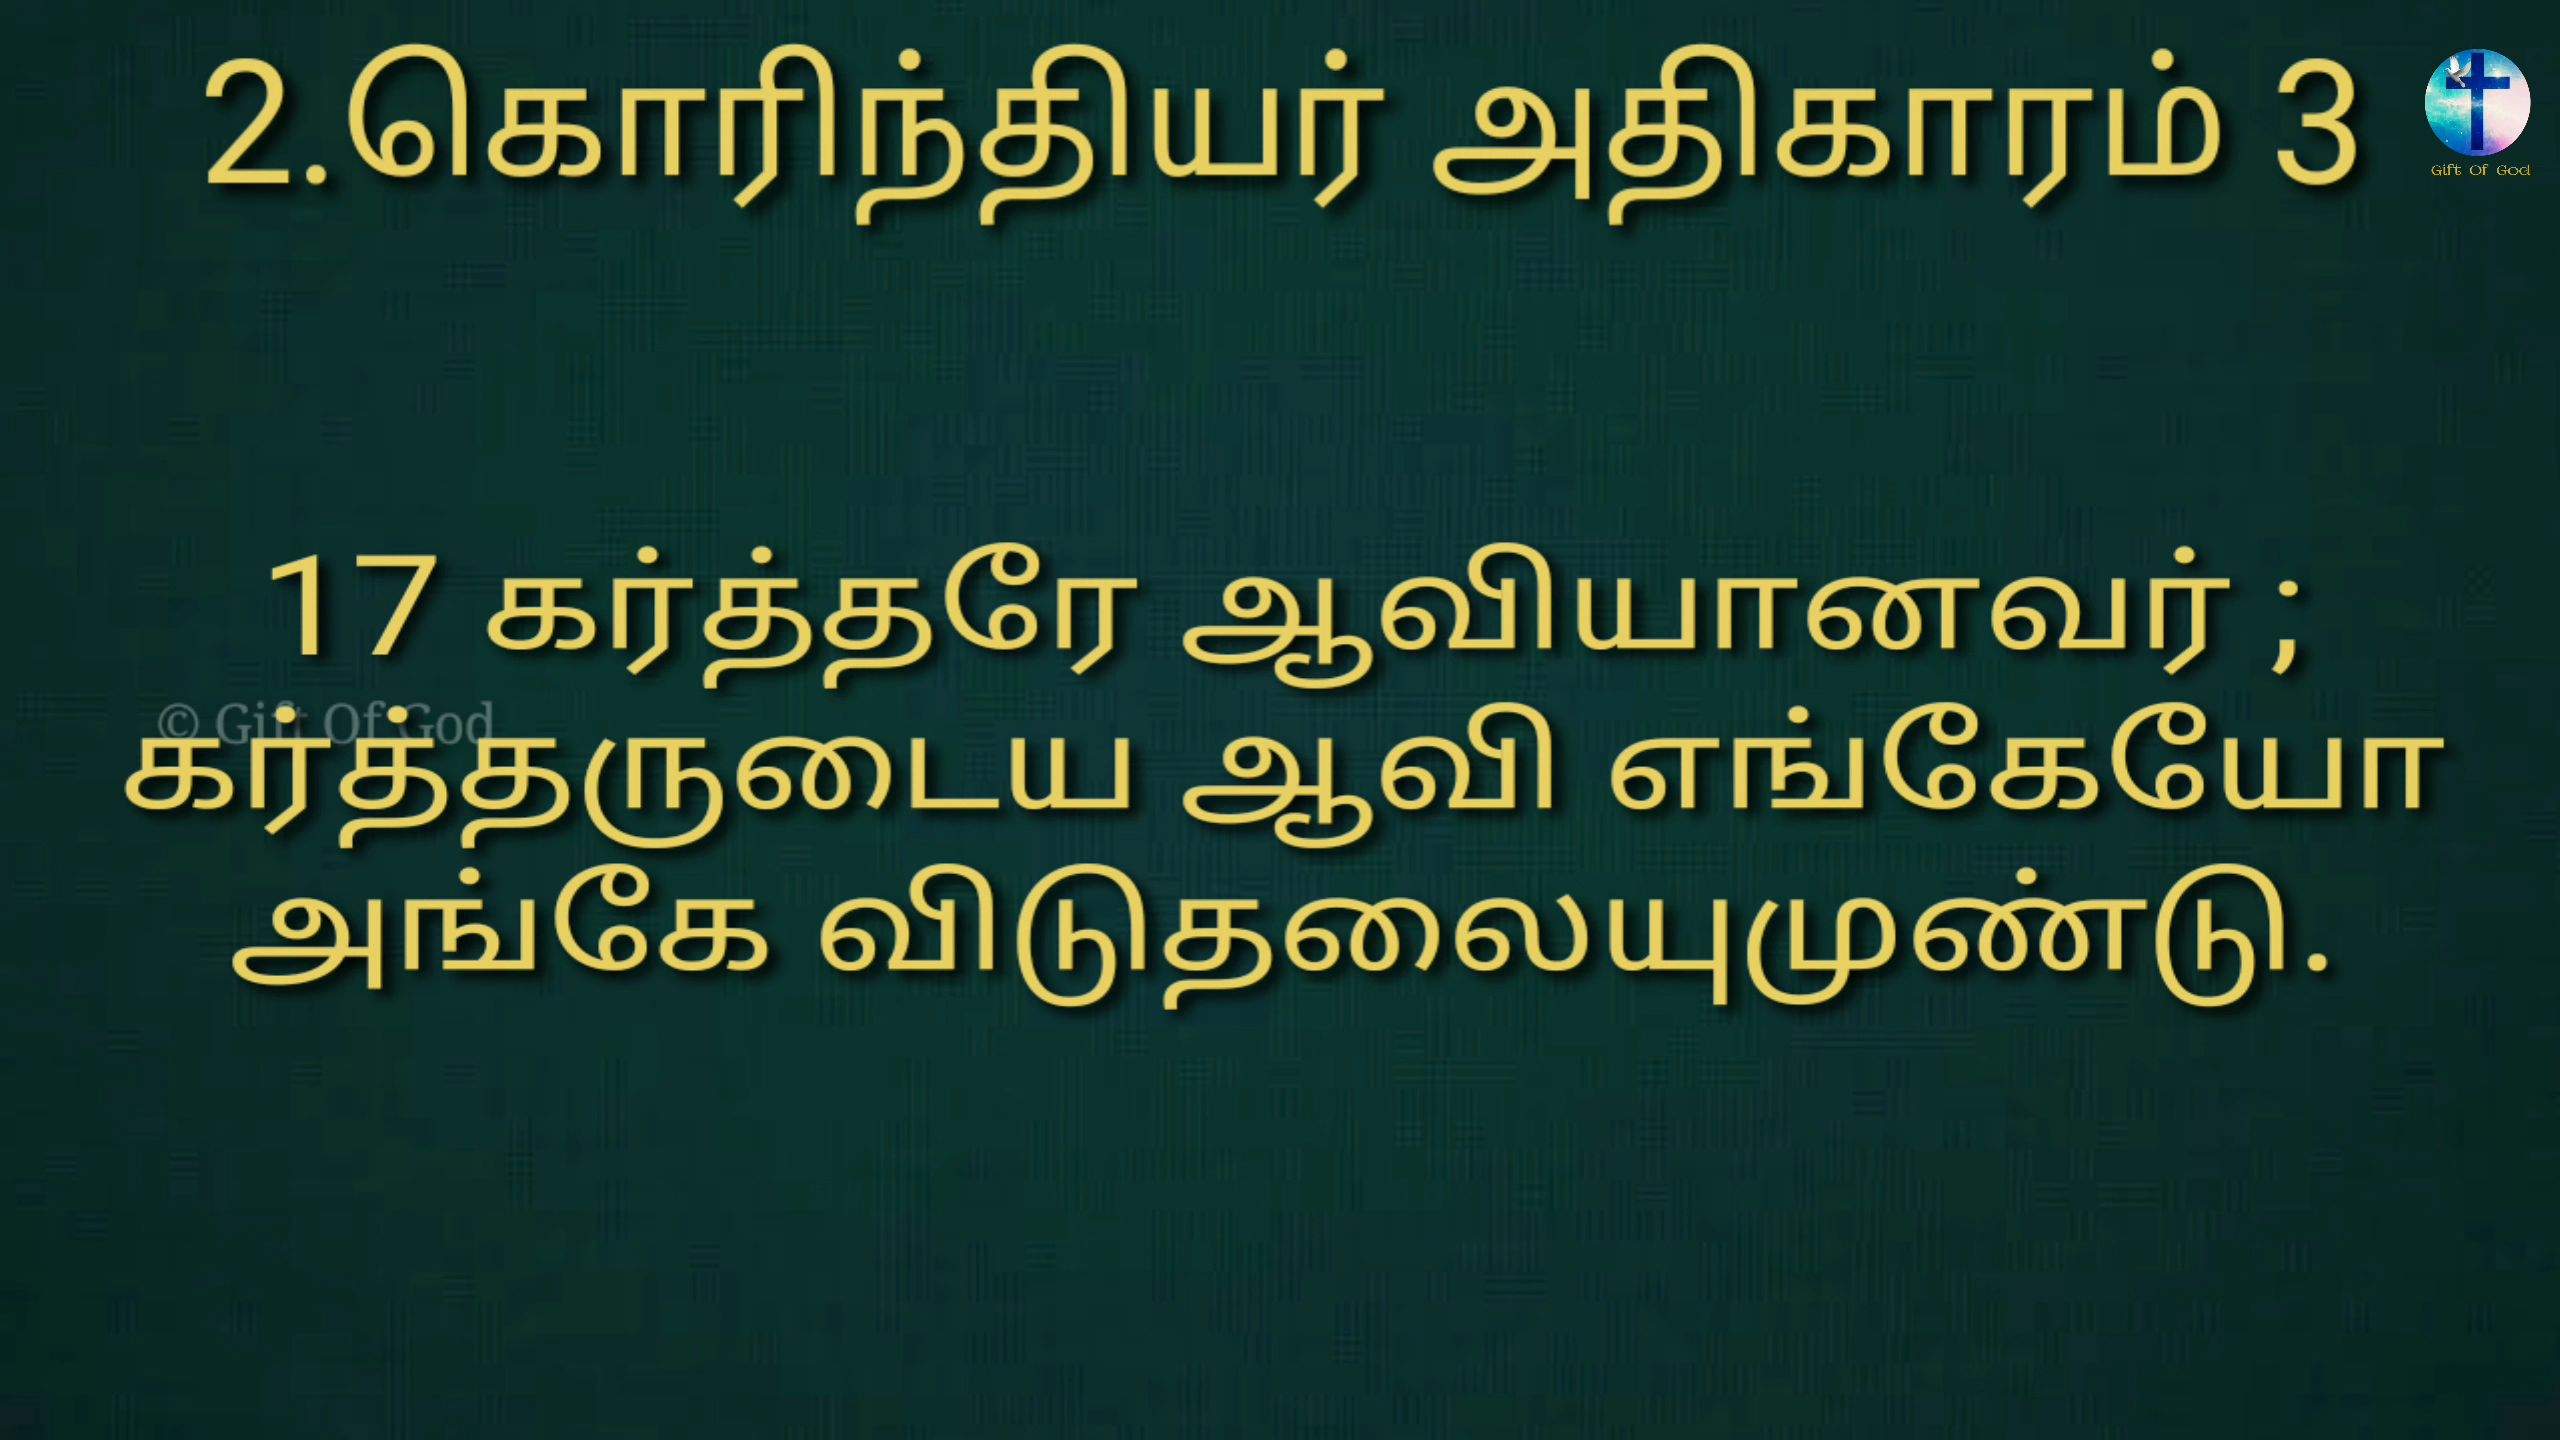 2.கொரிந்தியர் அதிகாரம் 3
Gift Of God
17 கர்த்தரே ஆவியானவர் ;
© Gift Of God
கர்த்தருடைய ஆவி எங்கேயோ
அங்கே விடுதலையுமுண்டு.